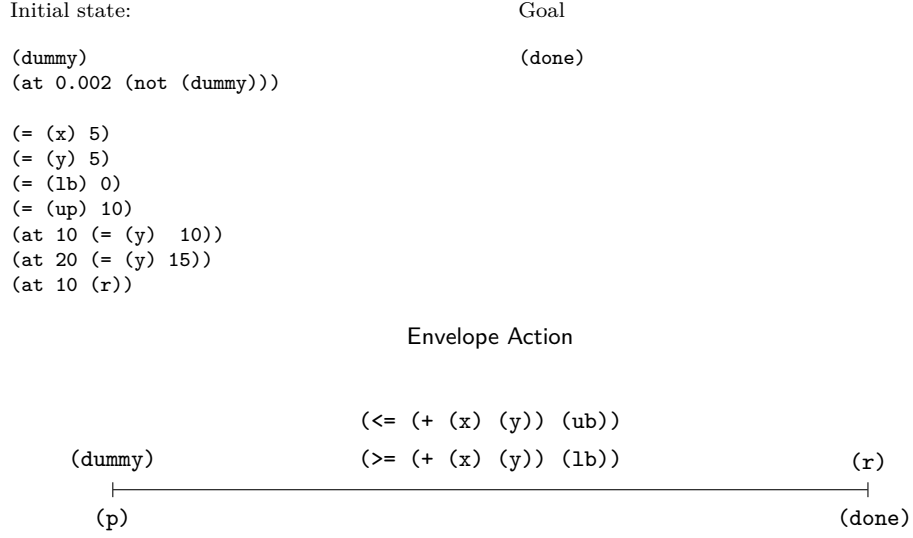 Initial state: Goal
(dummy) (done)
(at 0.002 (not (dummy)))
(= (x) 5)
(= (y) 5)
(= (lb) 0)
(= (up) 10)
(at 10 (= (y)  10))
(at 20 (= (y) 15))
(at 10 (r))
Envelope Action
(<= (+ (x) (y)) (ub))
(dummy) (>= (+ (x) (y)) (lb)) (r)
(p) (done)